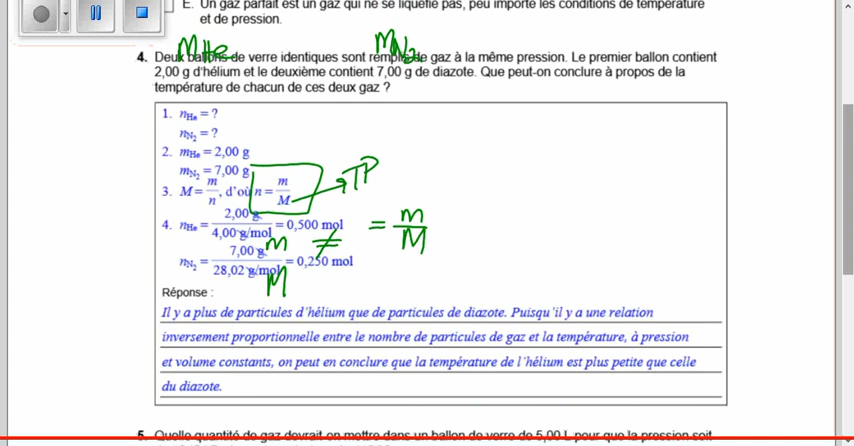 E. Un gaz parfait est un gaz qui ne se liquéfie pas, peu importe les conditions de température
et de pression.
MHe MN2
4. Deux ballons de verre identiques sont remplis de gaz à la même pression. Le premier ballon contient
2,00 g d'hélium et le deuxième contient 7,00 g de diazote. Que peut-on conclure à propos de la
température de chacun de ces deux gaz ?
1. nHe = ?
nN2 = ?
2. mHe = 2,00 g
mN2 = 7,00 g
3. M = m/n, d'où n = m/M → TP
4. nHe = 2,00 g / 4,00 g/mol = 0,500 mol = m/M
≠
nN2 = 7,00 g / 28,02 g/mol = 0,250 mol m/M
Réponse :
Il y a plus de particules d'hélium que de particules de diazote. Puisqu'il y a une relation
inversement proportionnelle entre le nombre de particules de gaz et la température, à pression
et volume constants, on peut en conclure que la température de l'hélium est plus petite que celle
du diazote.
5. Quelle quantité de gaz devrait-on mettre dans un ballon de verre de 5,00 L pour que la pression soit